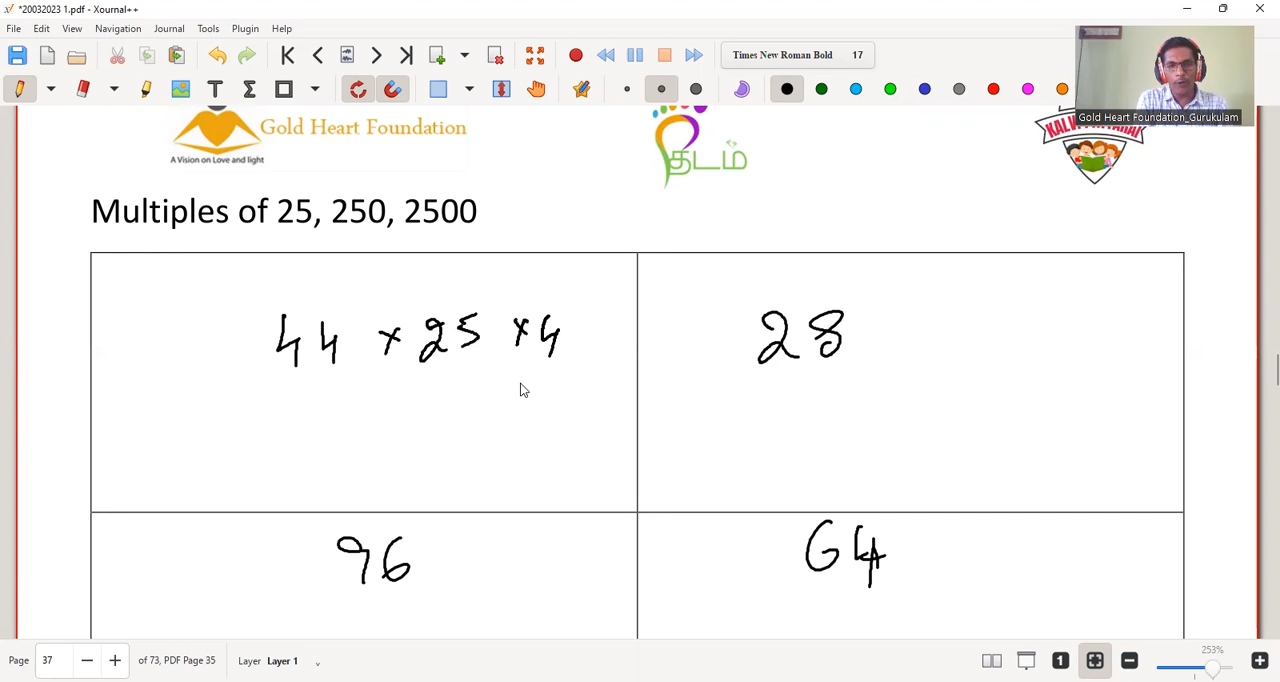 *20032023 1.pdf - Xournal++
File Edit View Navigation Journal Tools Plugin Help
Times New Roman Bold 17
Gold Heart Foundation_Gurukulam
Gold Heart Foundation
A Vision on Love and light
தடம்
Multiples of 25, 250, 2500
44 × 25 × 4
28
96
64
Page 37 of 73, PDF Page 35 Layer Layer 1
253%